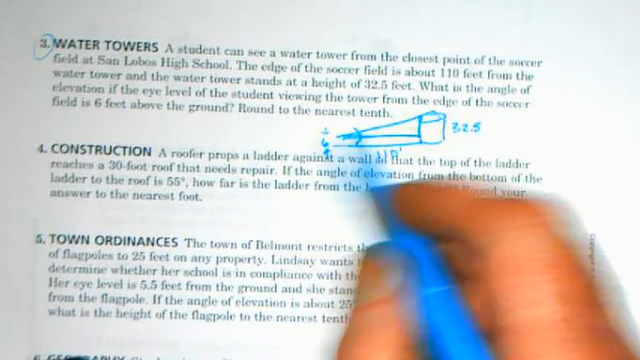 3. WATER TOWERS A student can see a water tower from the closest point of the soccer
field at San Lobos High School. The edge of the soccer field is about 110 feet from the
water tower and the water tower stands at a height of 32.5 feet. What is the angle of
elevation if the eye level of the student viewing the tower from the edge of the soccer
field is 6 feet above the ground? Round to the nearest tenth.
32.5
110'
4. CONSTRUCTION A roofer props a ladder against a wall so that the top of the ladder
reaches a 30-foot roof that needs repair. If the angle of elevation from the bottom of the
ladder to the roof is 55°, how far is the ladder from the Round your
answer to the nearest foot.
5. TOWN ORDINANCES The town of Belmont restricts the
of flagpoles to 25 feet on any property. Lindsay wants
determine whether her school is in compliance with the
Her eye level is 5.5 feet from the ground and she stands
from the flagpole. If the angle of elevation is about 25
what is the height of the flagpole to the nearest tenth